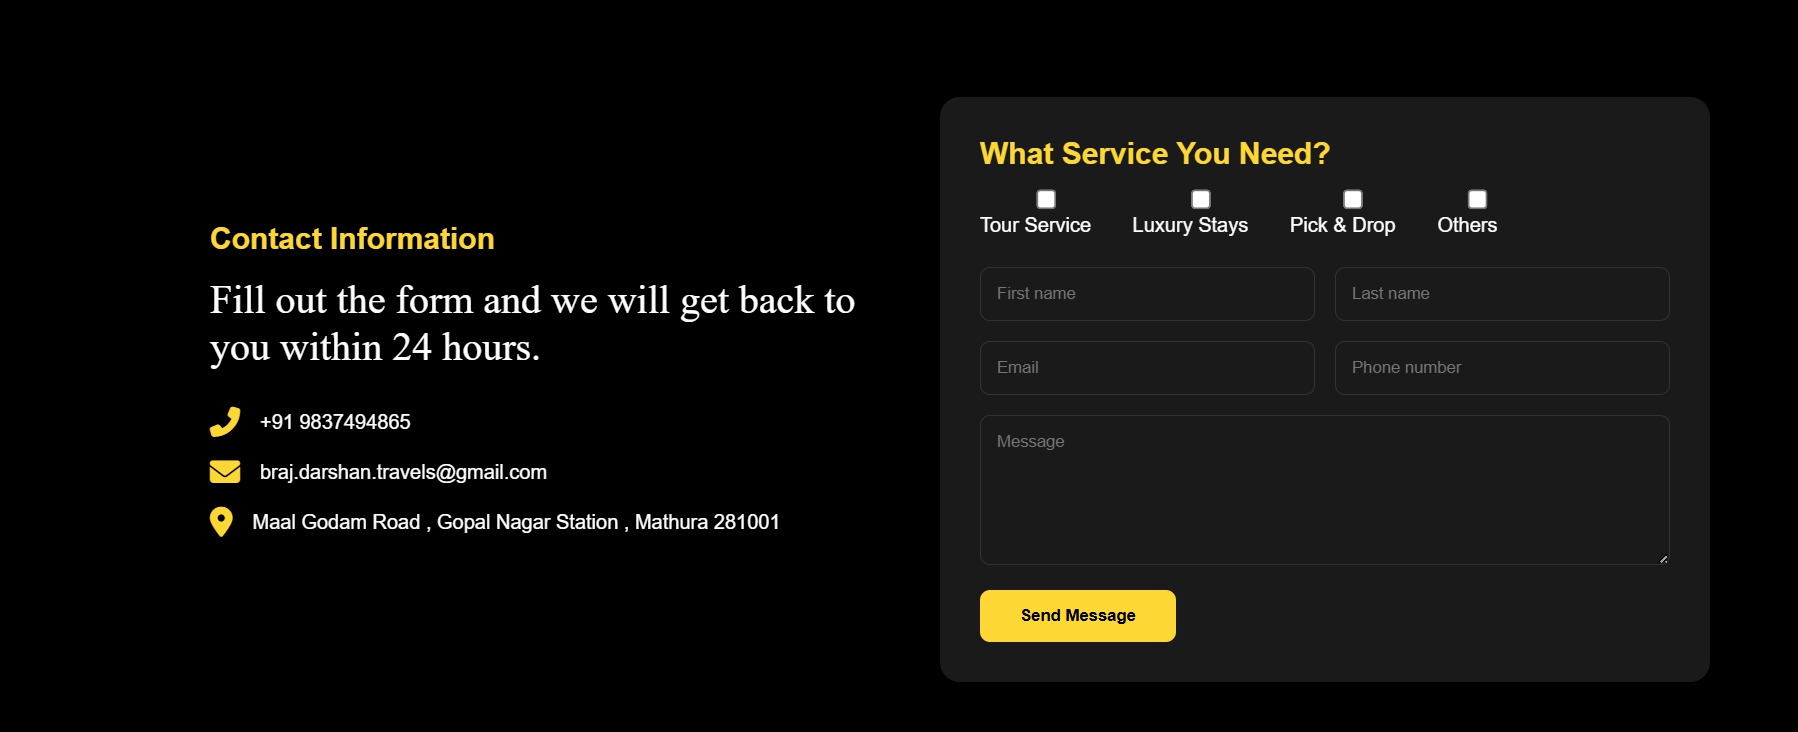 Contact Information
Fill out the form and we will get back to
you within 24 hours.
+91 9837494865
braj.darshan.travels@gmail.com
Maal Godam Road , Gopal Nagar Station , Mathura 281001
What Service You Need?
Tour Service
Luxury Stays
Pick & Drop
Others
First name
Last name
Email
Phone number
Message
Send Message